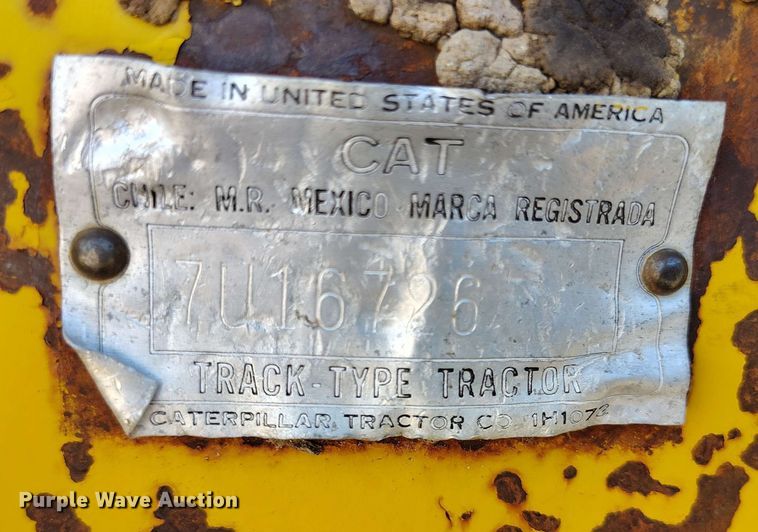 MADE IN UNITED STATES OF AMERICA
CAT
CHILE: M.R. MEXICO MARCA REGISTRADA
7U16726
TRACK-TYPE TRACTOR
CATERPILLAR TRACTOR CO. 1H1072
Purple Wave Auction